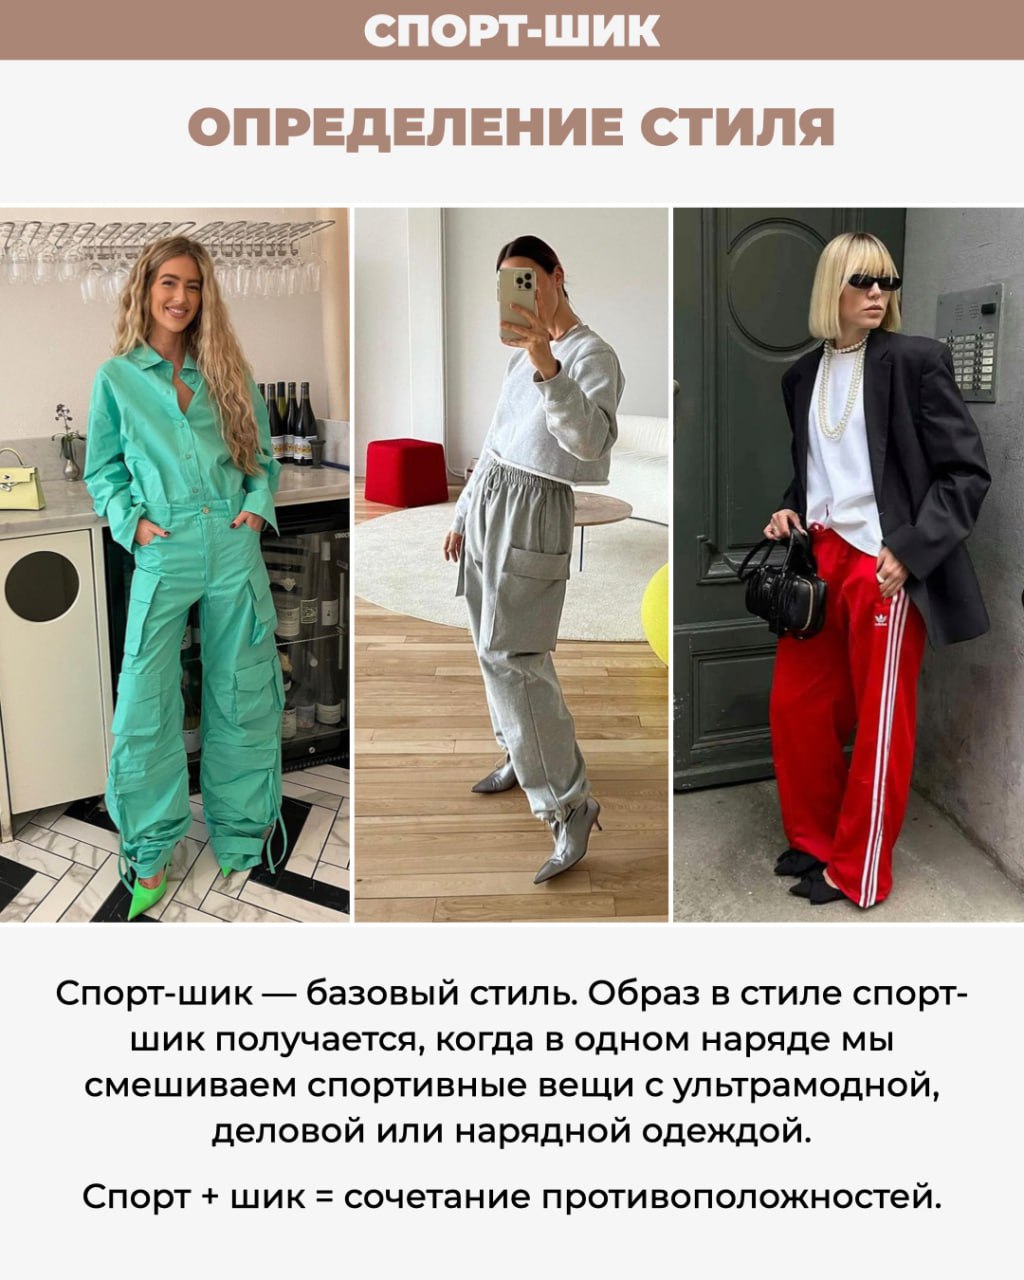 СПОРТ-ШИК
ОПРЕДЕЛЕНИЕ СТИЛЯ
adidas
Спорт-шик — базовый стиль. Образ в стиле спорт-
шик получается, когда в одном наряде мы
смешиваем спортивные вещи с ультрамодной,
деловой или нарядной одеждой.
Спорт + шик = сочетание противоположностей.